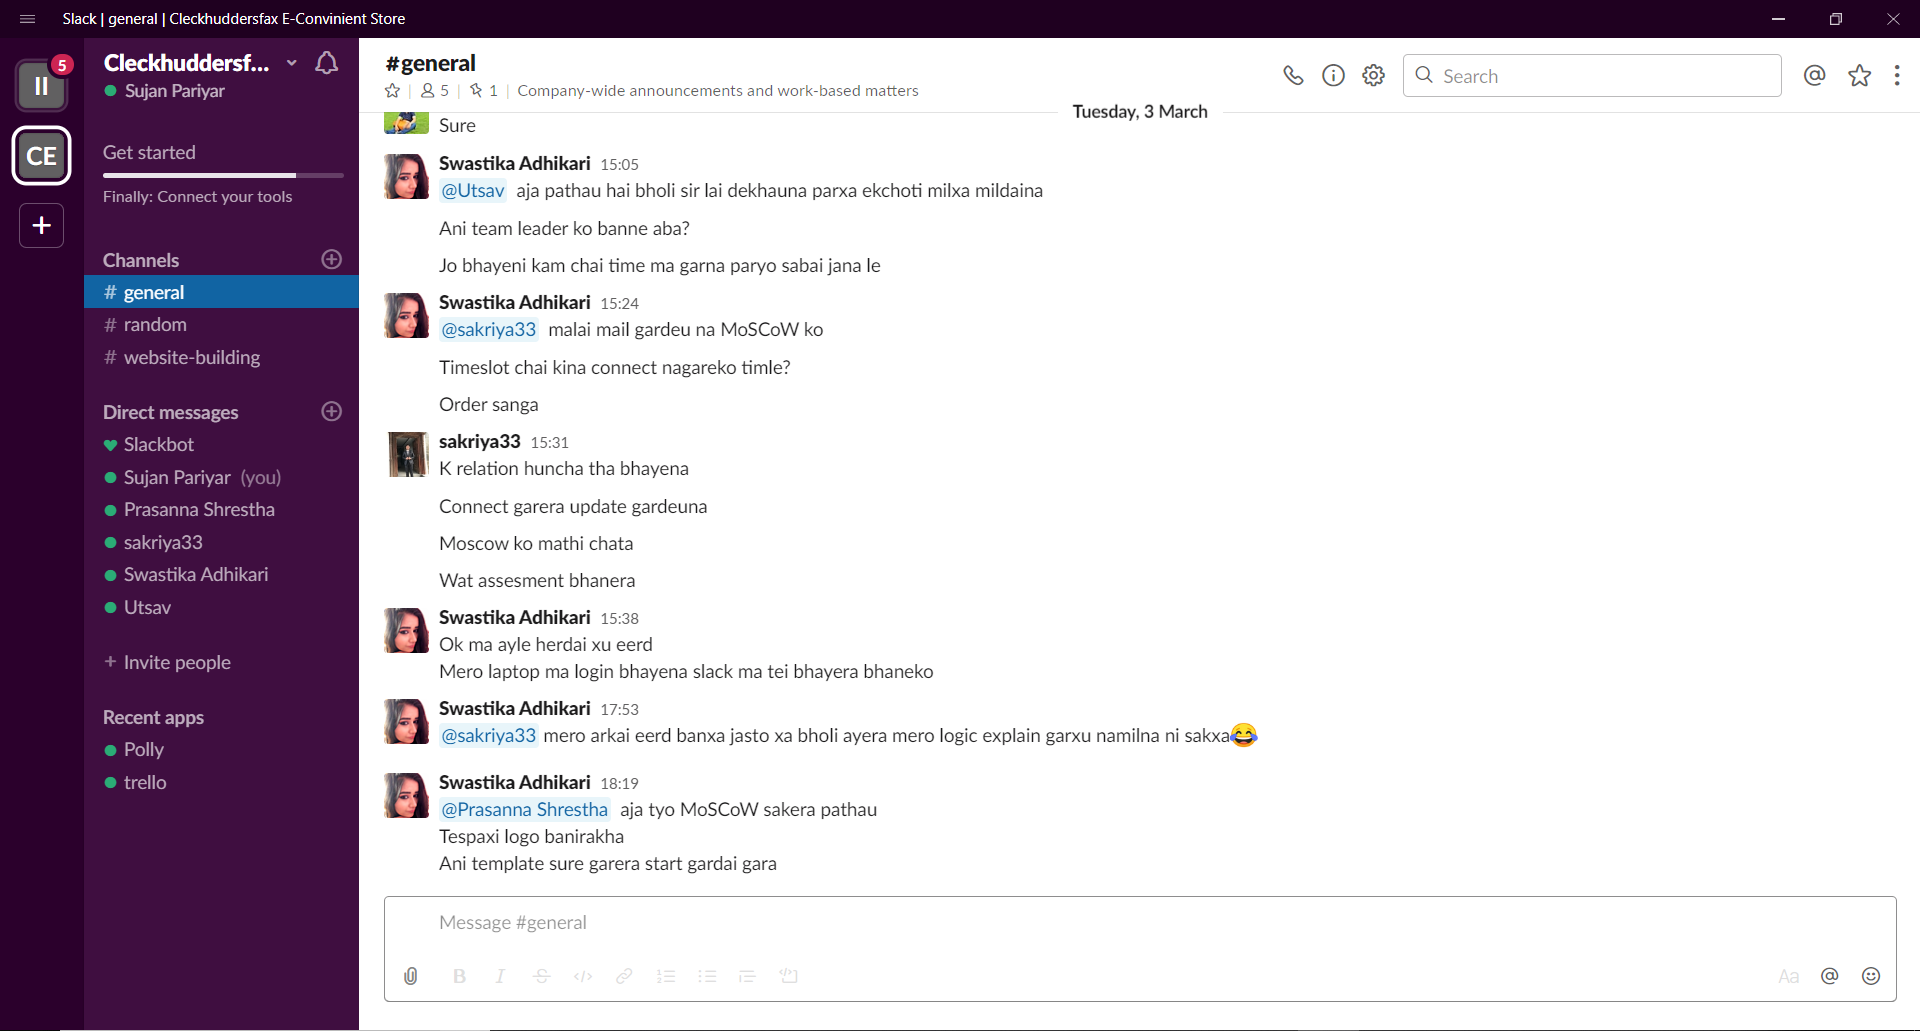 Slack | general | Cleckhuddersfax E-Convinient Store
II
5
CE
Cleckhuddersf...
Sujan Pariyar
Get started
Finally: Connect your tools
Channels
# general
# random
# website-building
Direct messages
Slackbot
Sujan Pariyar (you)
Prasanna Shrestha
sakriya33
Swastika Adhikari
Utsav
+ Invite people
Recent apps
Polly
trello
#general
5 | 1 | Company-wide announcements and work-based matters
Search
Tuesday, 3 March
Sure
Swastika Adhikari 15:05
@Utsav aja pathau hai bholi sir lai dekhauna parxa ekchoti milxa mildaina
Ani team leader ko banne aba?
Jo bhayeni kam chai time ma garna paryo sabai jana le
Swastika Adhikari 15:24
@sakriya33 malai mail gardeu na MoSCoW ko
Timeslot chai kina connect nagareko timle?
Order sanga
sakriya33 15:31
K relation huncha tha bhayena
Connect garera update gardeuna
Moscow ko mathi chata
Wat assesment bhanera
Swastika Adhikari 15:38
Ok ma ayle herdai xu eerd
Mero laptop ma login bhayena slack ma tei bhayera bhaneko
Swastika Adhikari 17:53
@sakriya33 mero arkai eerd banxa jasto xa bholi ayera mero logic explain garxu namilna ni sakxa😂
Swastika Adhikari 18:19
@Prasanna Shrestha aja tyo MoSCoW sakera pathau
Tespaxi logo banirakha
Ani template sure garera start gardai gara
Message #general
B I S </> Aa @